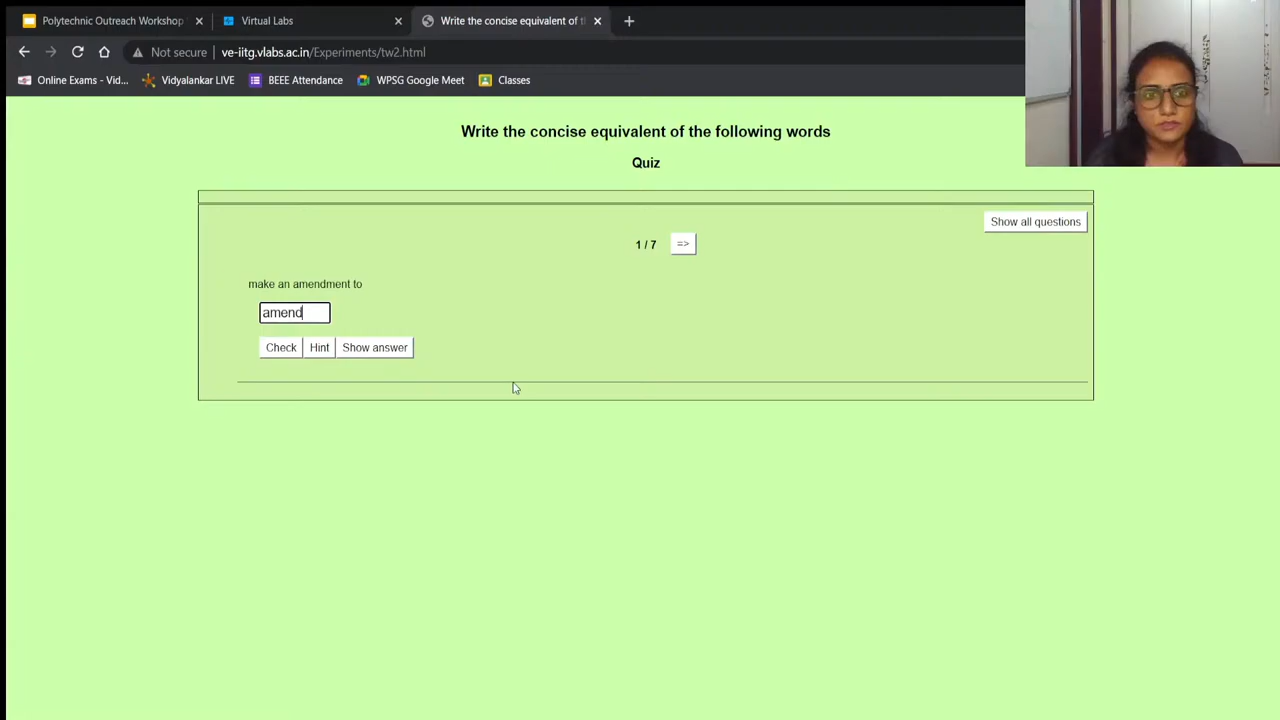 Polytechnic Outreach Workshop
Virtual Labs
Write the concise equivalent of t
Not secure
ve-iitg.vlabs.ac.in/Experiments/tw2.html
Online Exams - Vid...
Vidyalankar LIVE
BEEE Attendance
WPSG Google Meet
Classes
Write the concise equivalent of the following words
Quiz
Show all questions
1 / 7
=>
make an amendment to
amend
Check
Hint
Show answer